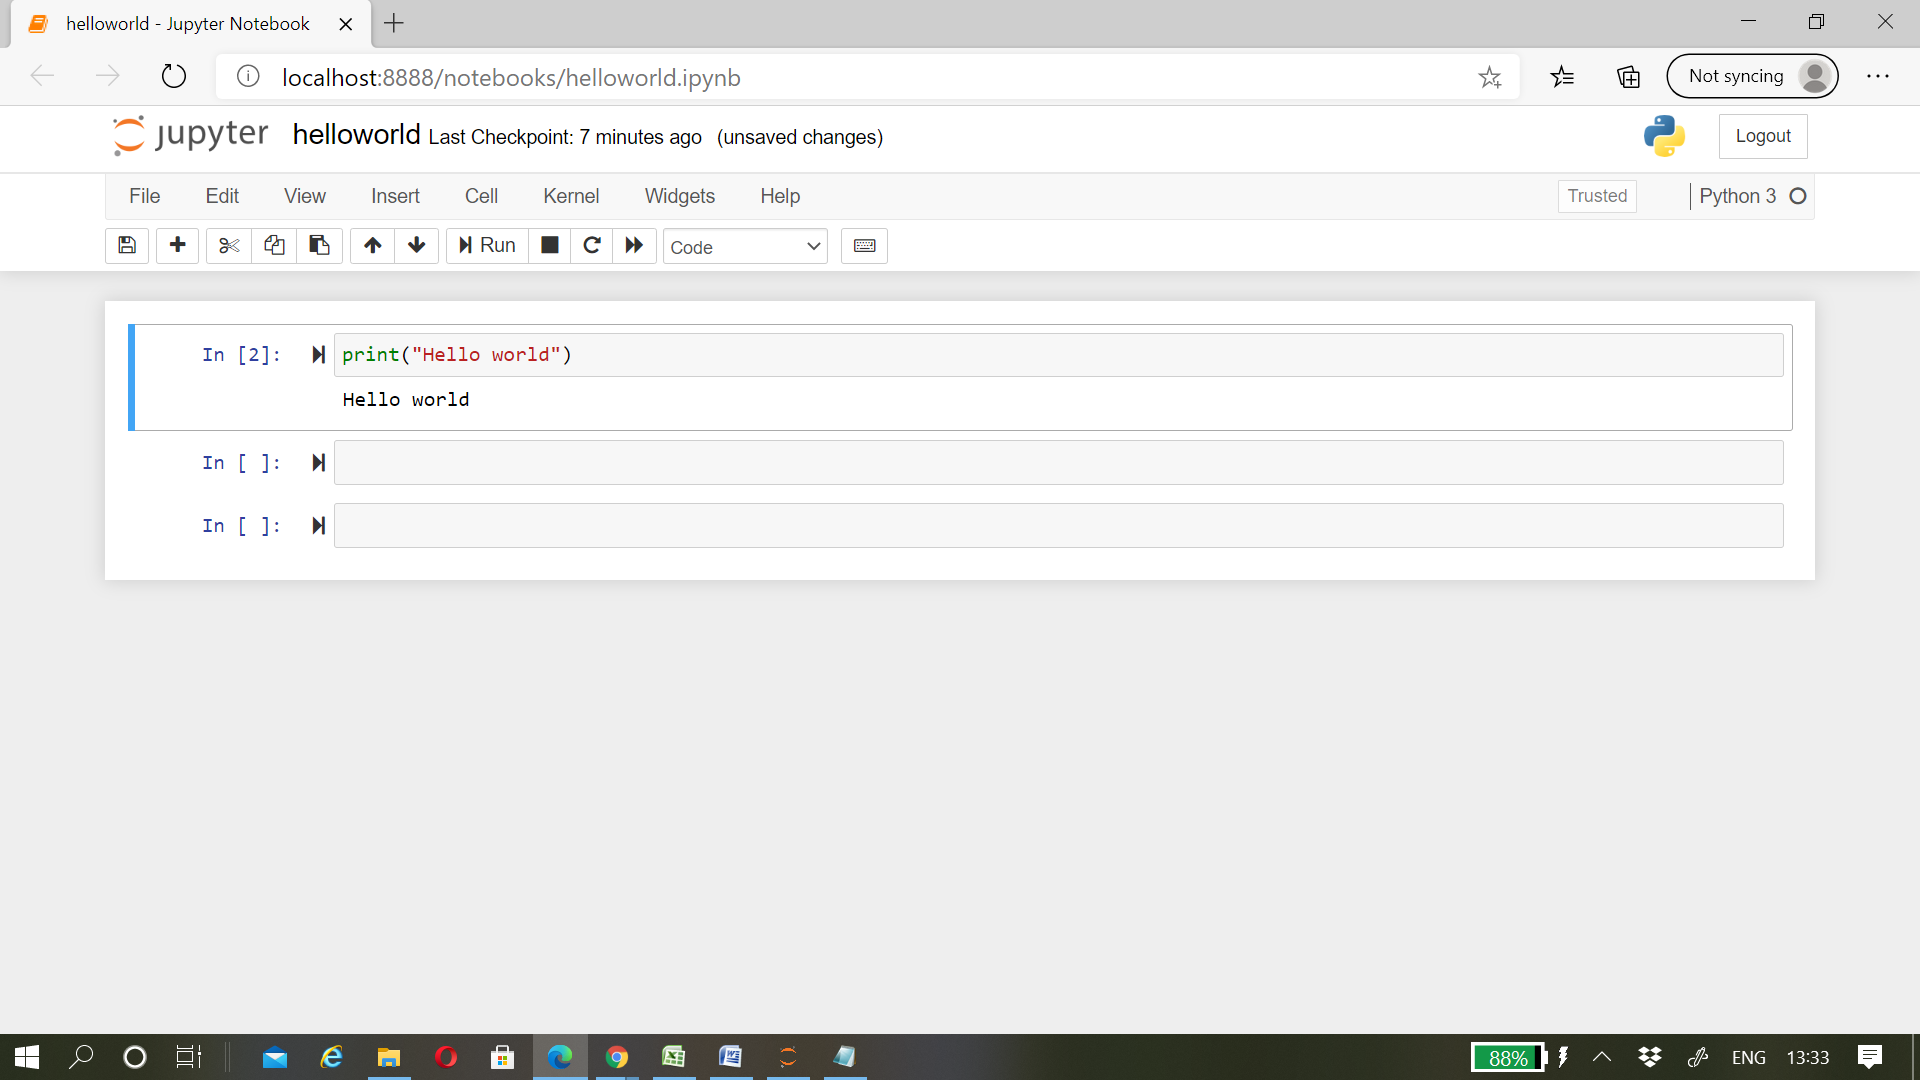 helloworld - Jupyter Notebook
localhost:8888/notebooks/helloworld.ipynb
Not syncing
jupyter helloworld Last Checkpoint: 7 minutes ago (unsaved changes)
Logout
File Edit View Insert Cell Kernel Widgets Help
Trusted
Python 3
Run
Code
In [2]: print("Hello world")
Hello world
In [ ]:
In [ ]:
88% ENG 13:33